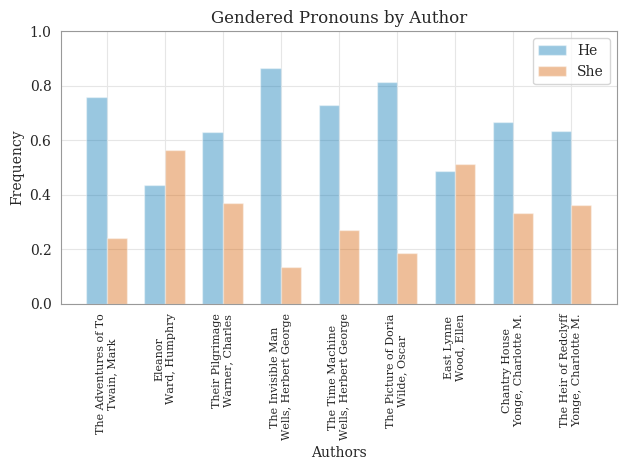 Gendered Pronouns by Author
He
She
Frequency
1.0
0.8
0.6
0.4
0.2
0.0
The Adventures of To
Twain, Mark
Eleanor
Ward, Humphry
Their Pilgrimage
Warner, Charles
The Invisible Man
Wells, Herbert George
The Time Machine
Wells, Herbert George
The Picture of Doria
Wilde, Oscar
East Lynne
Wood, Ellen
Chantry House
Yonge, Charlotte M.
The Heir of Redclyff
Yonge, Charlotte M.
Authors